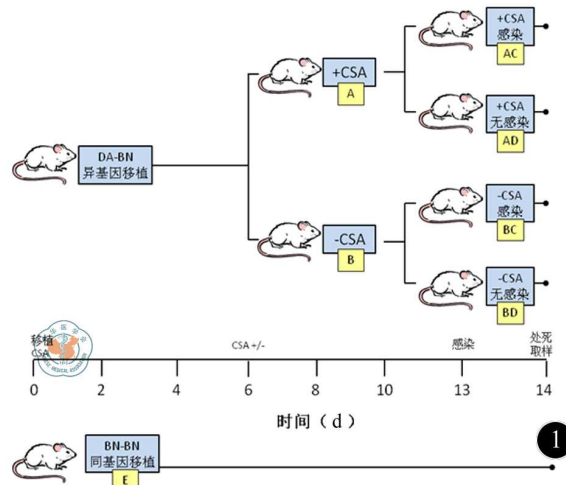 +CSA
感染
AC
+CSA
A
+CSA
无感染
AD
DA-BN
异基因移植
-CSA
感染
BC
-CSA
B
-CSA
无感染
BD
移植
CSA
CSA +/-
感染
处死
取样
0 2 4 6 8 10 13 14
时间（d）
BN-BN
同基因移植
E
1